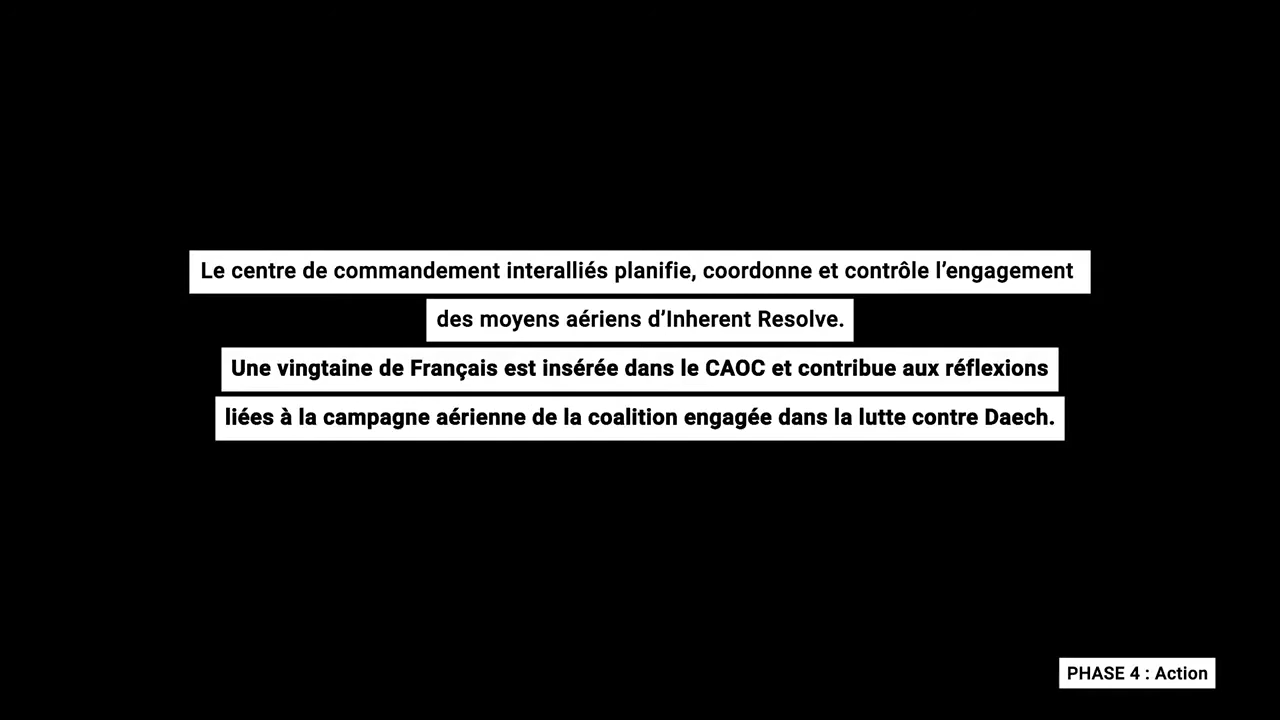 Le centre de commandement interalliés planifie, coordonne et contrôle l’engagement
des moyens aériens d’Inherent Resolve.
Une vingtaine de Français est insérée dans le CAOC et contribue aux réflexions
liées à la campagne aérienne de la coalition engagée dans la lutte contre Daech.
PHASE 4 : Action